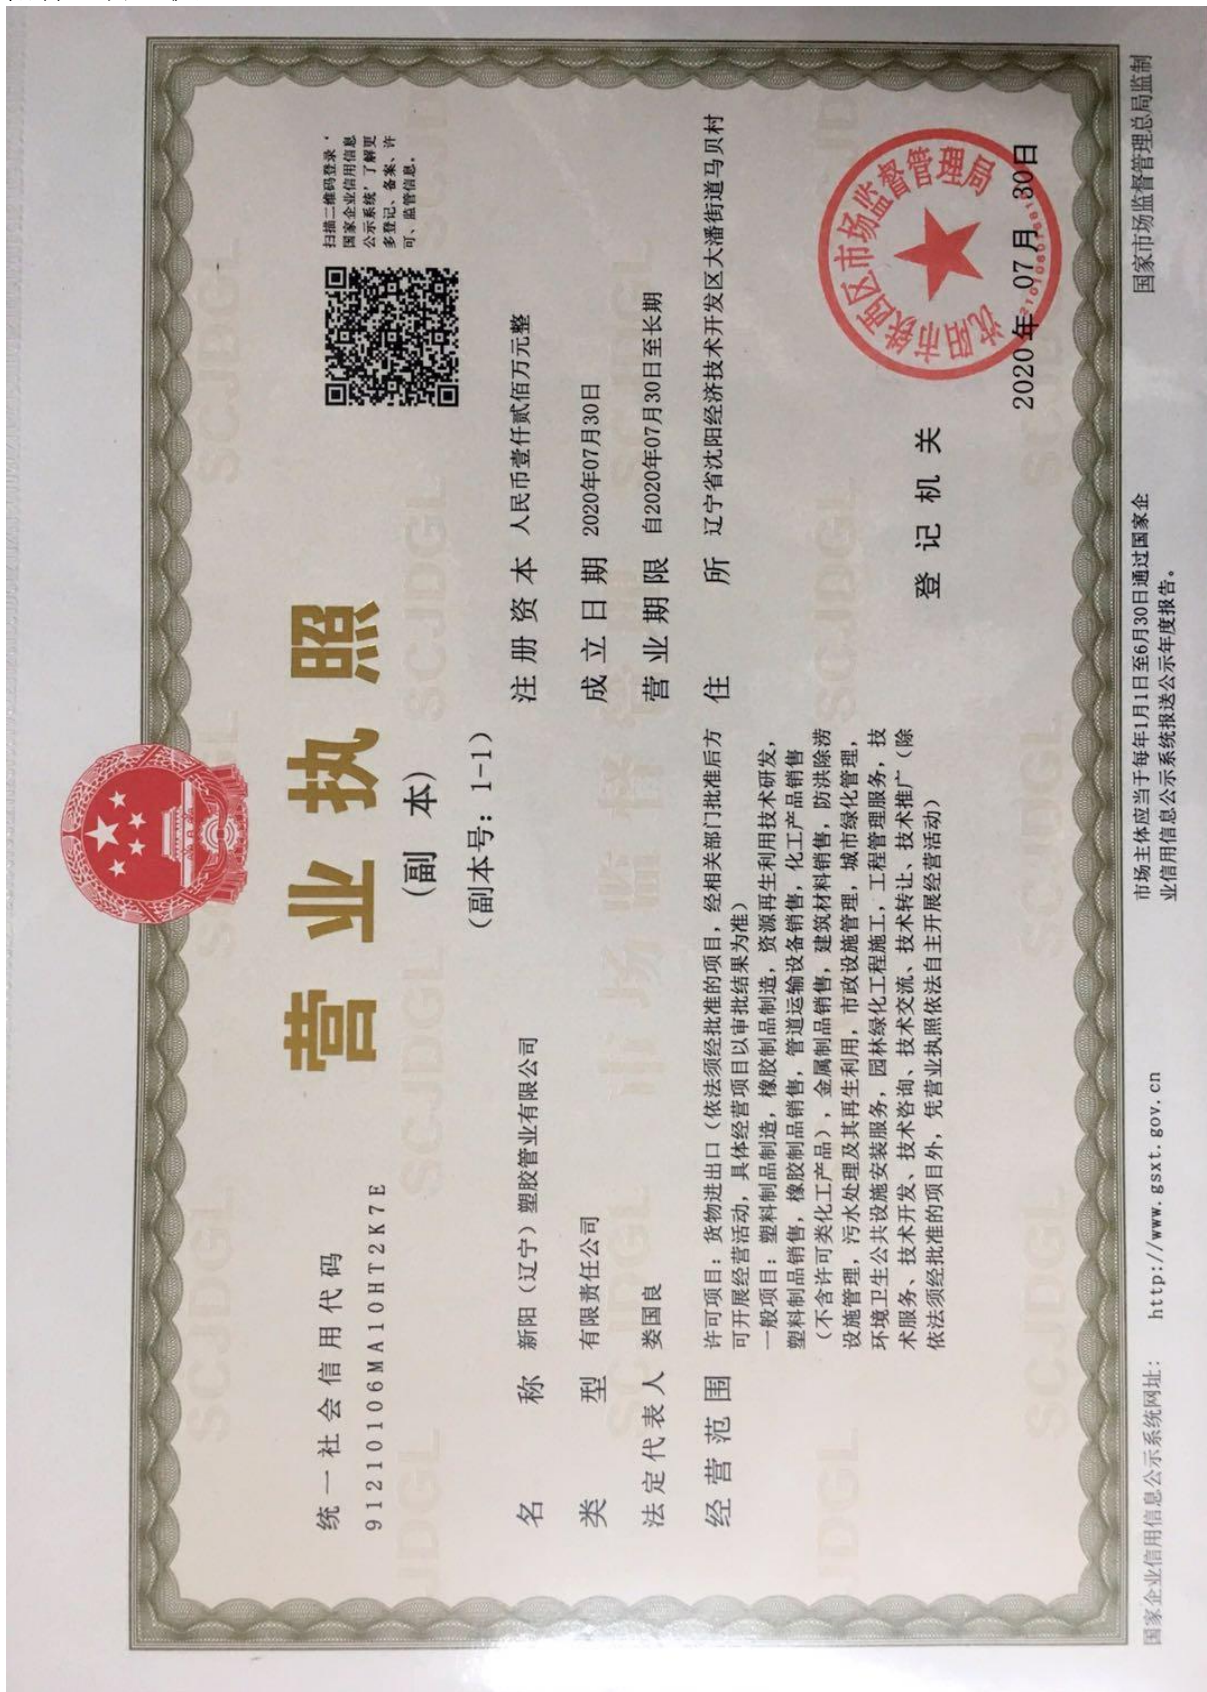 营业执照
(副 本)
(副本号: 1-1)
统一社会信用代码
91210106MA10HT2K7E
扫描二维码登录‘
国家企业信用信息
公示系统’了解更
多登记、备案、许
可、监管信息。
名称 新阳（辽宁）塑胶管业有限公司
类型 有限责任公司
法定代表人 娄国良
经营范围 许可项目：货物进出口（依法须经批准的项目，经相关部门批准后方
可开展经营活动，具体经营项目以审批结果为准）
一般项目：塑料制品制造，橡胶制品制造，资源再生利用技术研发，
塑料制品销售，橡胶制品销售，管道运输设备销售，化工产品销售
（不含许可类化工产品），金属制品销售，建筑材料销售，防洪除涝
设施管理，污水处理及其再生利用，市政设施管理，城市绿化管理，
环境卫生公共设施安装服务，园林绿化工程施工，工程管理服务，技
术服务、技术开发、技术咨询、技术交流、技术转让、技术推广（除
依法须经批准的项目外，凭营业执照依法自主开展经营活动）
注册资本 人民币壹仟贰佰万元整
成立日期 2020年07月30日
营业期限 自2020年07月30日至长期
住所 辽宁省沈阳经济技术开发区大潘街道马贝村
登记机关
沈阳市铁西区市场监督管理局
2020年 07月 30日
国家企业信用信息公示系统网址： http://www.gsxt.gov.cn
市场主体应当于每年1月1日至6月30日通过国家企
业信用信息公示系统报送公示年度报告。
国家市场监督管理总局监制